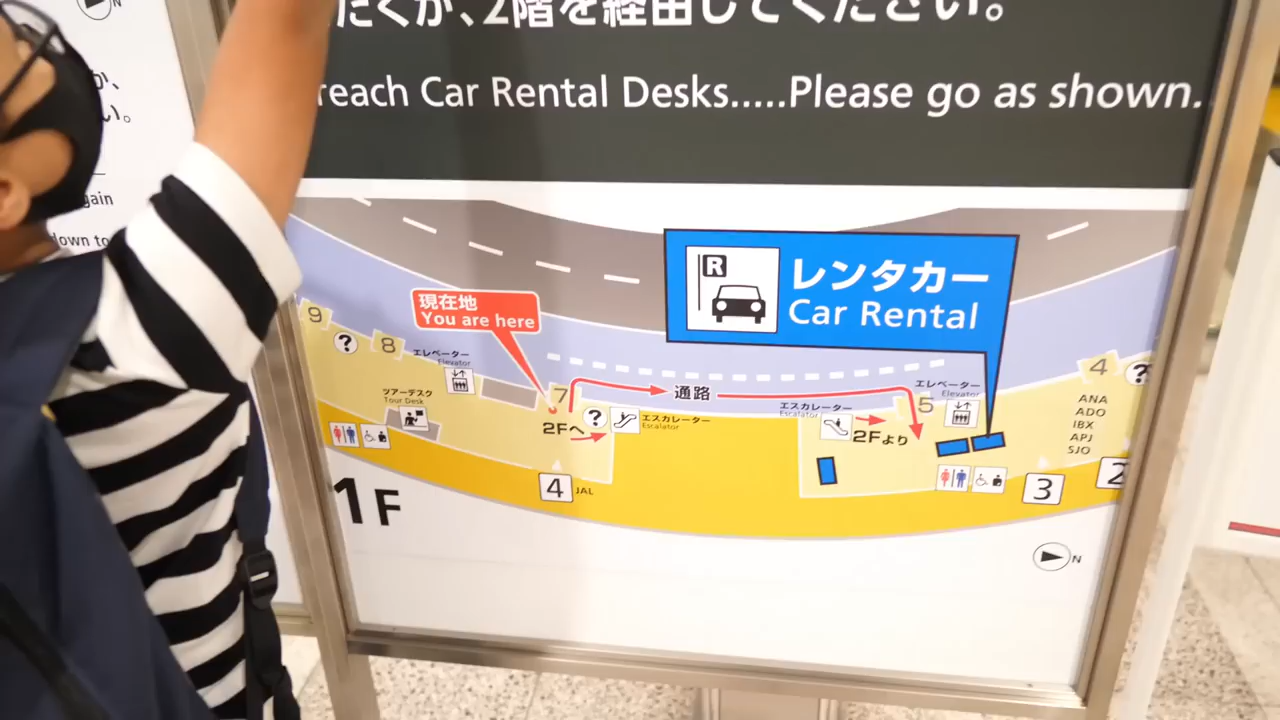 だくか、2階を経由してください。
reach Car Rental Desks.....Please go as shown.
N
か、
い。
gain
down to
R
レンタカー
Car Rental
現在地
You are here
9
?
8
エレベーター
Elevator
ツアーデスク
Tour Desk
7
2Fへ
?
エスカレーター
Escalator
通路
エスカレーター
Escalator
2Fより
5
エレベーター
Elevator
4
?
ANA
ADO
IBX
APJ
SJO
1F
4
JAL
3
2
N